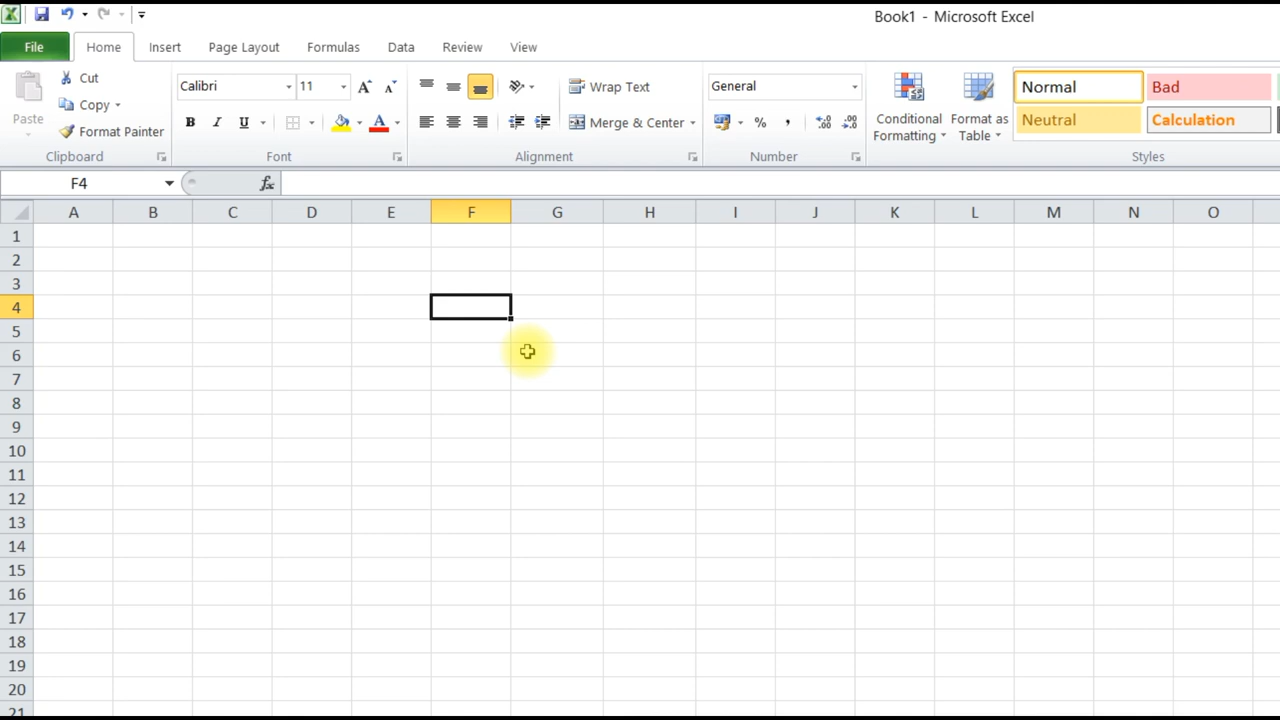 Book1 - Microsoft Excel
File Home Insert Page Layout Formulas Data Review View
Paste
Cut
Copy
Format Painter
Clipboard
Calibri 11 A A
B I U A
Font
Wrap Text
Merge & Center
Alignment
General
% , .00 .00
Number
Conditional Formatting
Format as Table
Normal Bad
Neutral Calculation
Styles
F4 fx
A B C D E F G H I J K L M N O
1
2
3
4
5
6
7
8
9
10
11
12
13
14
15
16
17
18
19
20
21